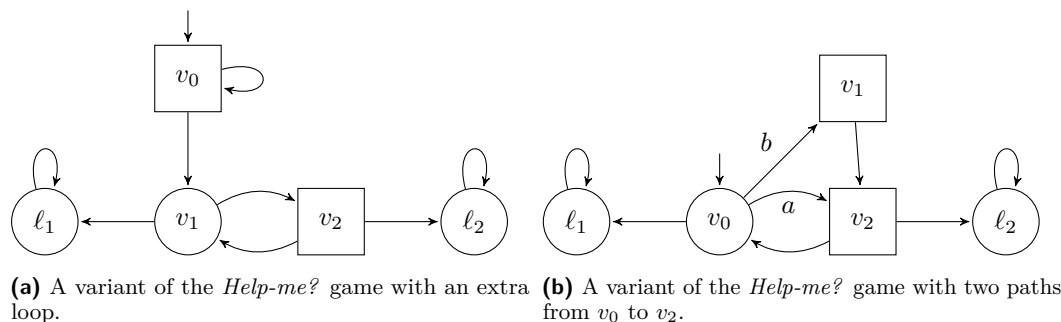 v₀
ℓ₁ v₁ v₂ ℓ₂
(a) A variant of the Help-me? game with an extra
loop.
v₁
b
a
ℓ₁ v₀ v₂ ℓ₂
(b) A variant of the Help-me? game with two paths
from v₀ to v₂.